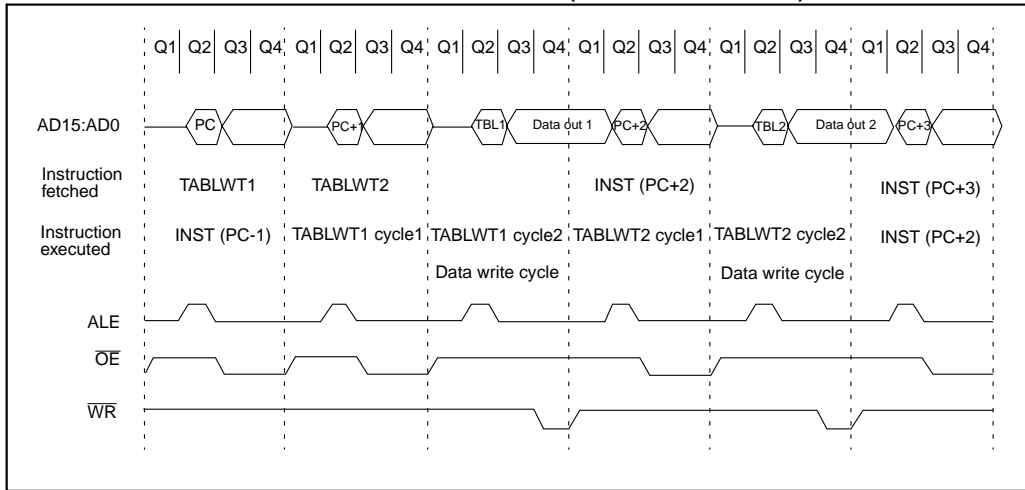 Q1 Q2 Q3 Q4 Q1 Q2 Q3 Q4 Q1 Q2 Q3 Q4 Q1 Q2 Q3 Q4 Q1 Q2 Q3 Q4 Q1 Q2 Q3 Q4
AD15:AD0 PC PC+1 TBL1 Data out 1 PC+2 TBL2 Data out 2 PC+3
Instruction
fetched TABLWT1 TABLWT2 INST (PC+2) INST (PC+3)
Instruction
executed INST (PC-1) TABLWT1 cycle1 TABLWT1 cycle2 TABLWT2 cycle1 TABLWT2 cycle2 INST (PC+2)
Data write cycle Data write cycle
ALE
OE
WR